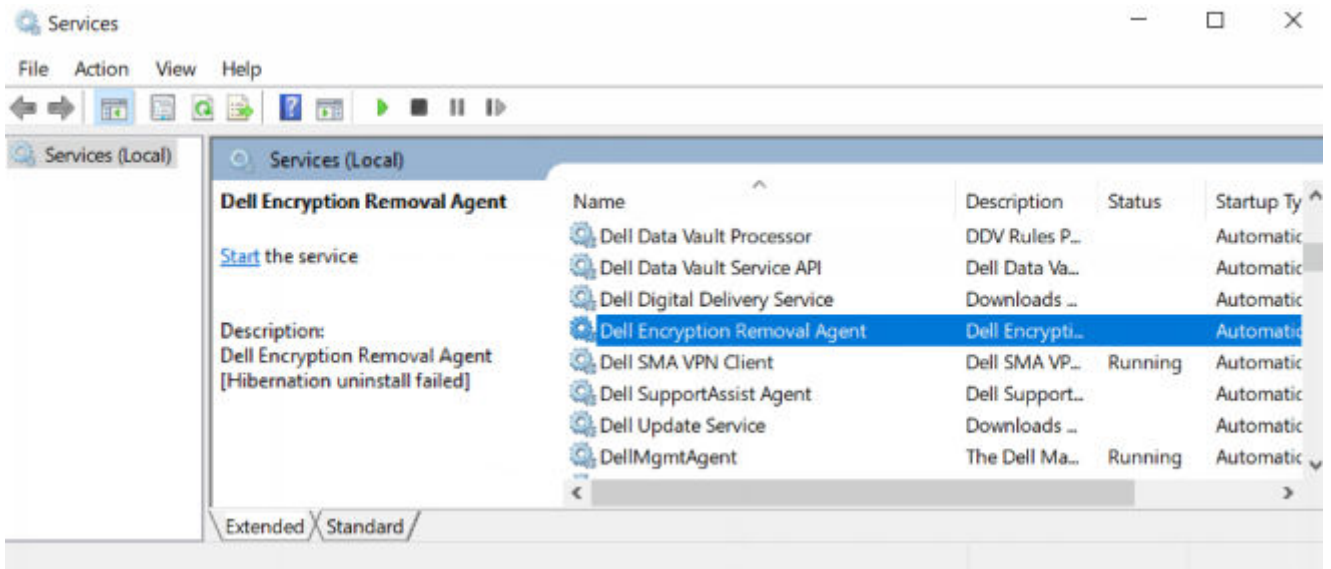 Services
File Action View Help
Services (Local)
Services (Local)
Dell Encryption Removal Agent
Start the service
Description:
Dell Encryption Removal Agent
[Hibernation uninstall failed]
Name Description Status Startup Ty
Dell Data Vault Processor DDV Rules P... Automatic
Dell Data Vault Service API Dell Data Va... Automatic
Dell Digital Delivery Service Downloads ... Automatic
Dell Encryption Removal Agent Dell Encrypti... Automatic
Dell SMA VPN Client Dell SMA VP... Running Automatic
Dell SupportAssist Agent Dell Support... Automatic
Dell Update Service Downloads ... Automatic
DellMgmtAgent The Dell Ma... Running Automatic
Extended Standard